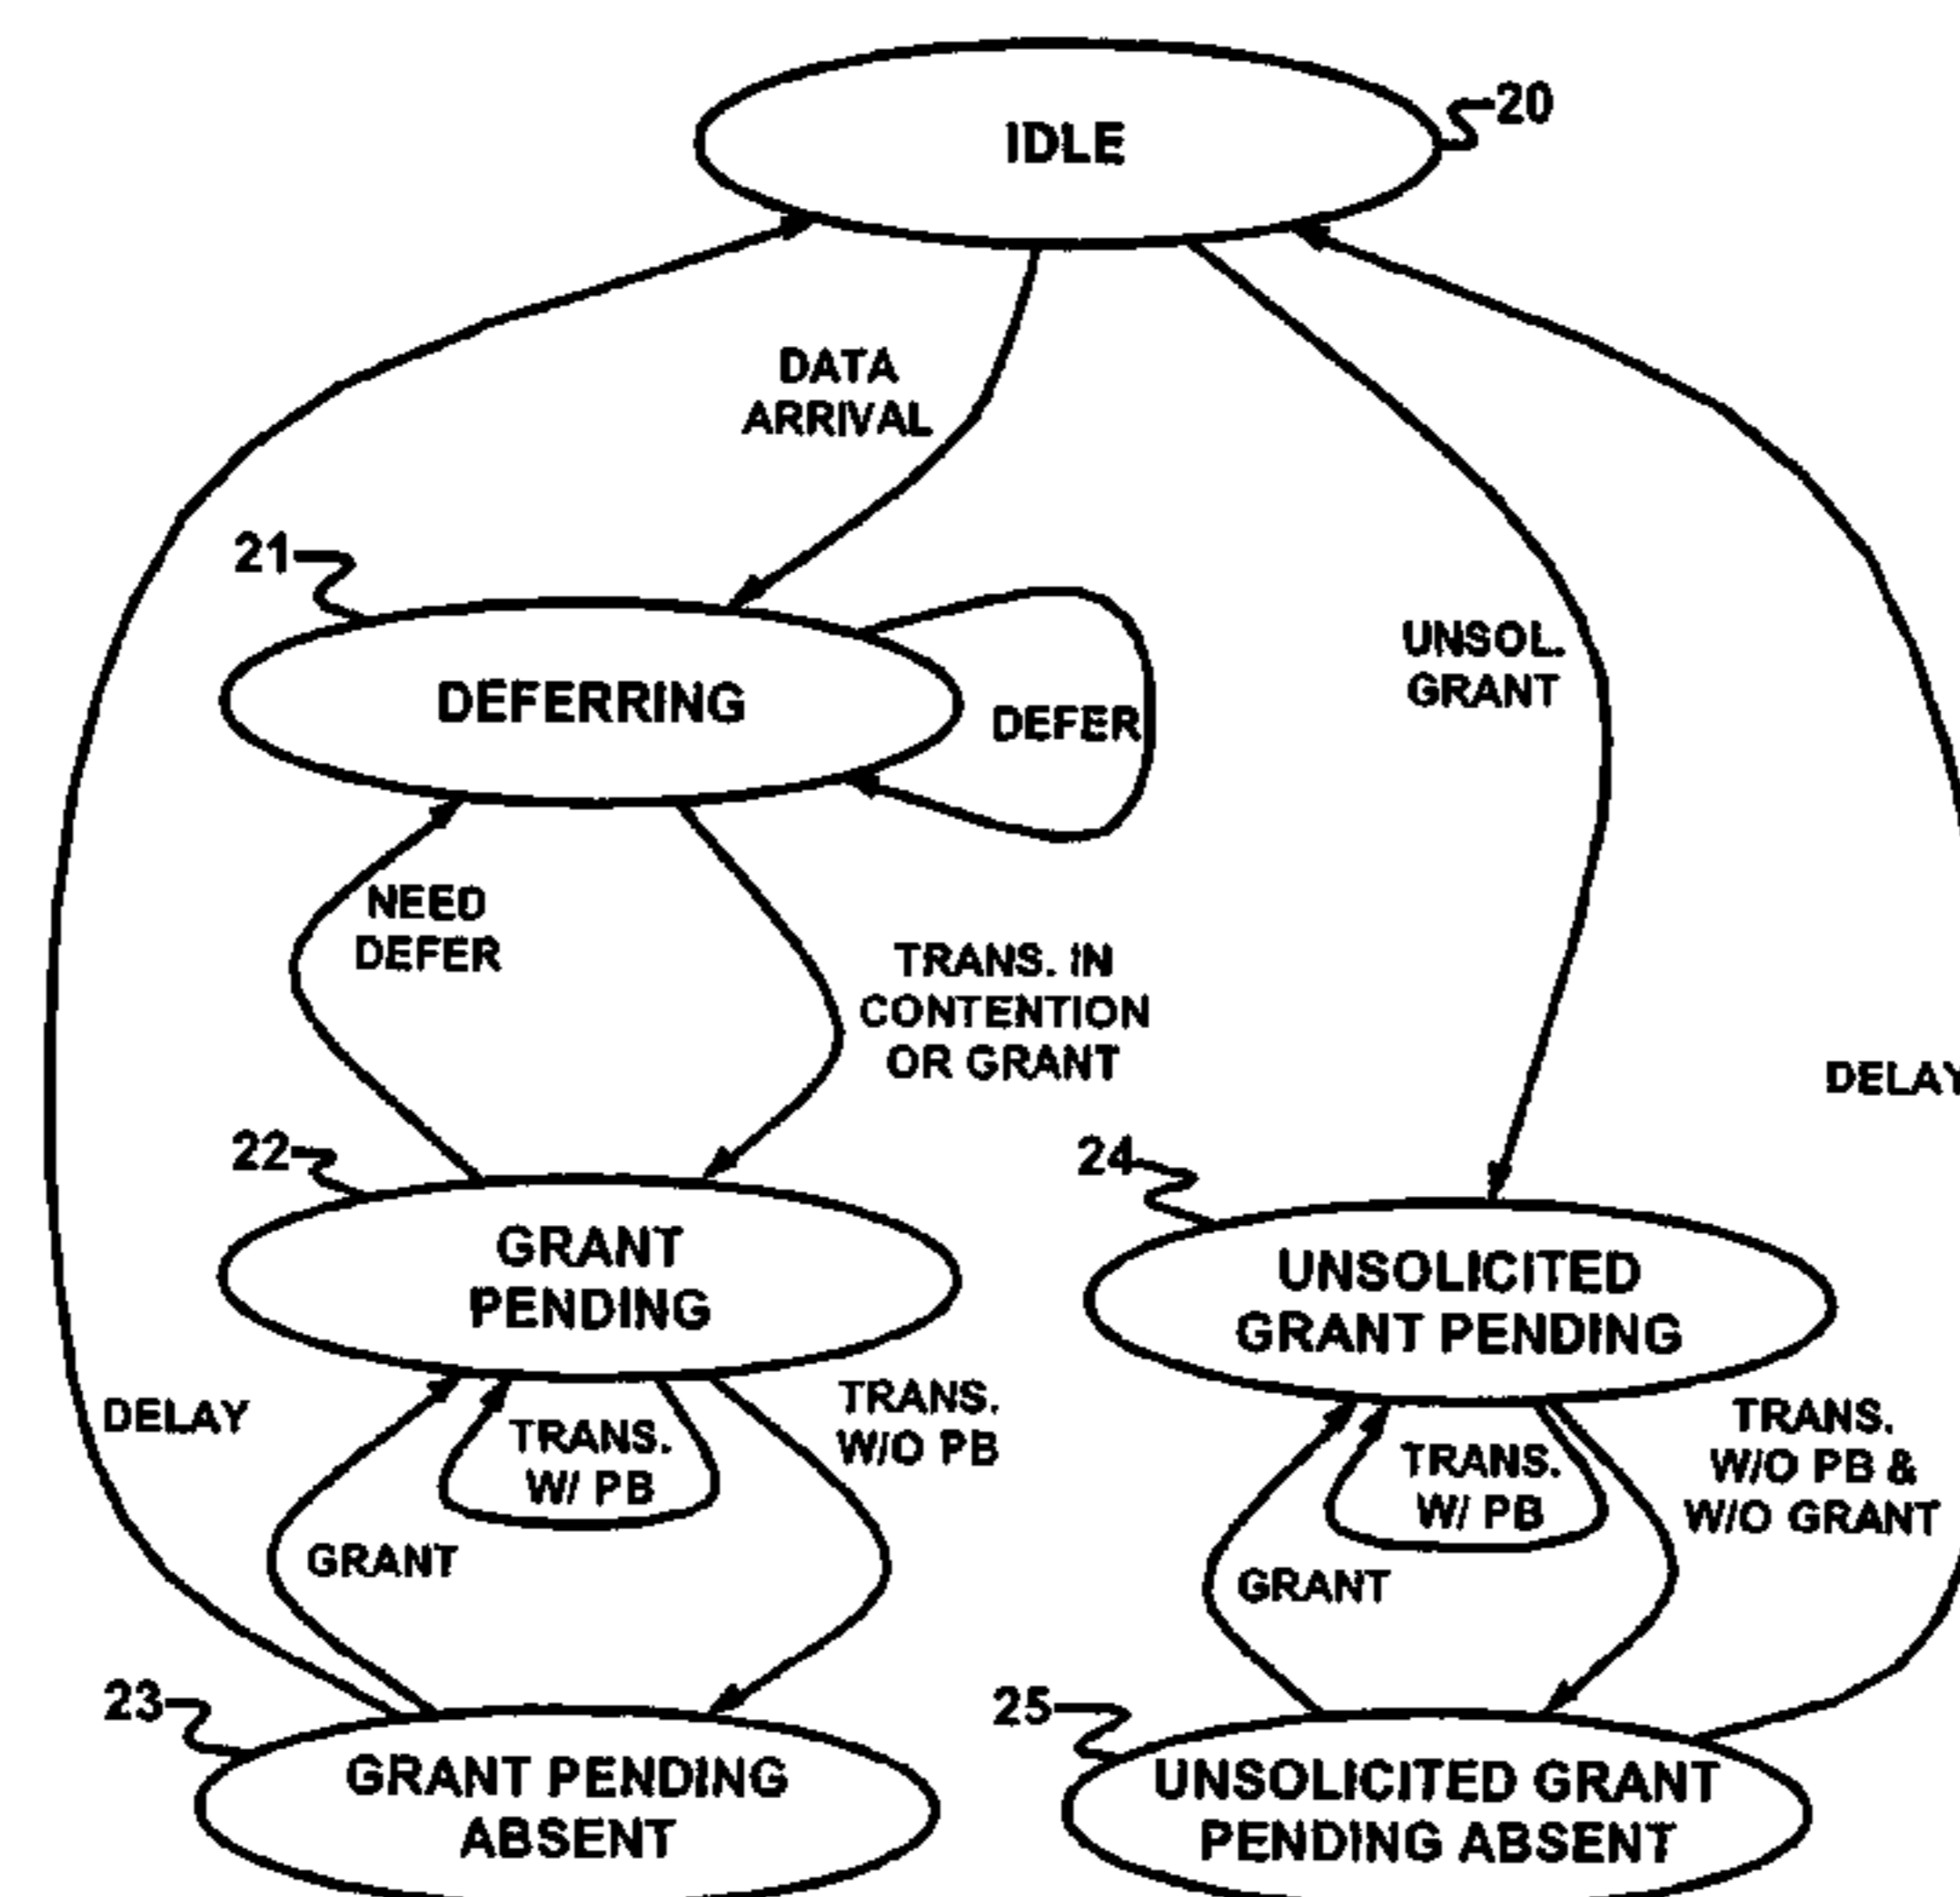 20
IDLE
DATA
ARRIVAL
21
UNSOL.
GRANT
DEFERRING
DEFER
NEED
DEFER
TRANS. IN
CONTENTION
OR GRANT
DELAY
22
24
GRANT
PENDING
UNSOLICITED
GRANT PENDING
DELAY
TRANS.
W/O PB
TRANS.
W/ PB
GRANT
TRANS.
W/O PB &
W/O GRANT
TRANS.
W/ PB
GRANT
23
25
GRANT PENDING
ABSENT
UNSOLICITED GRANT
PENDING ABSENT